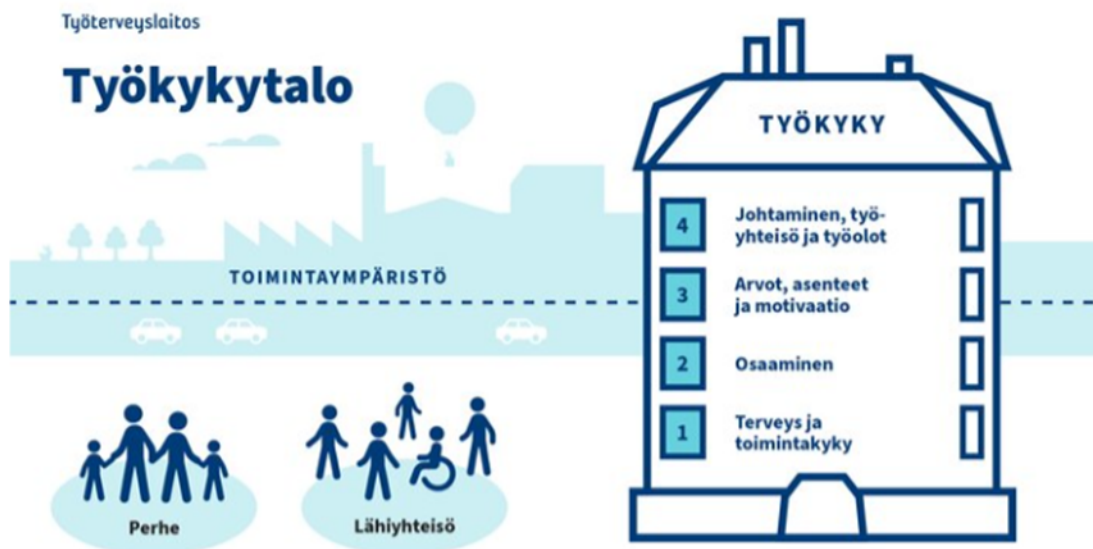 Työterveyslaitos
Työkykytalo
TYÖKYKY
4
Johtaminen, työ-
yhteisö ja työolot
3
Arvot, asenteet
ja motivaatio
2
Osaaminen
1
Terveys ja
toimintakyky
TOIMINTAYMPÄRISTÖ
Perhe
Lähiyhteisö